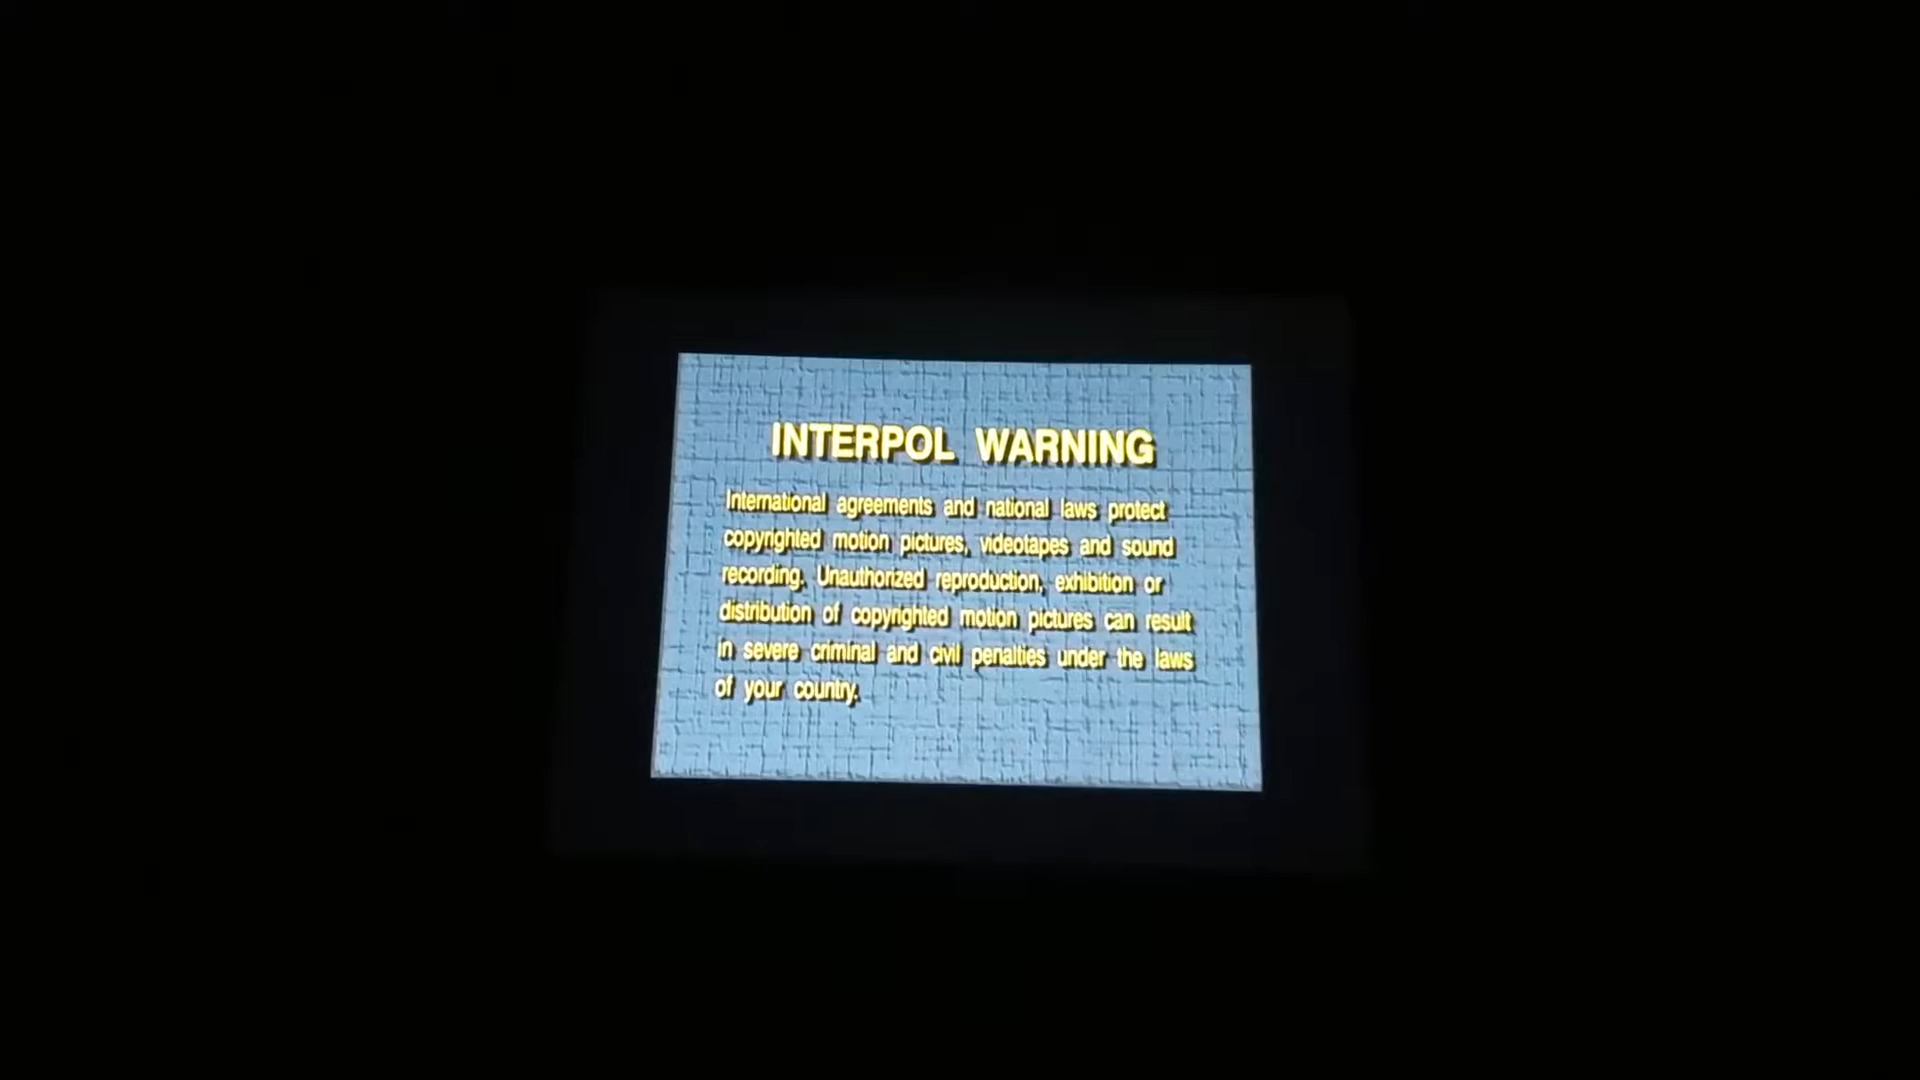 INTERPOL WARNING
International agreements and national laws protect
copyrighted motion pictures, videotapes and sound
recording. Unauthorized reproduction, exhibition or
distribution of copyrighted motion pictures can result
in severe criminal and civil penalties under the laws
of your country.